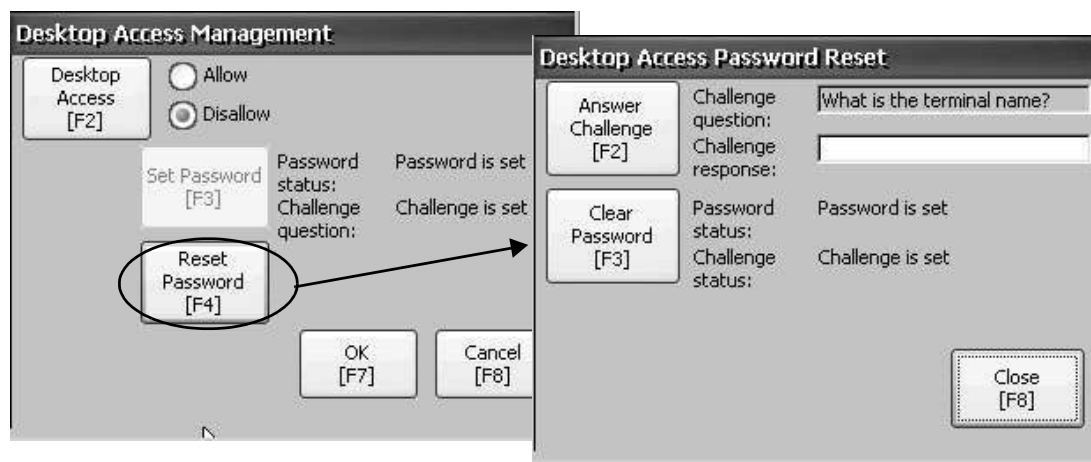 Desktop Access Management
Desktop
Access
[F2]
Allow
Disallow
Set Password
[F3]
Password
status:
Password is set
Challenge
question:
Challenge is set
Reset
Password
[F4]
OK
[F7]
Cancel
[F8]
Desktop Access Password Reset
Answer
Challenge
[F2]
Challenge
question:
What is the terminal name?
Challenge
response:
Clear
Password
[F3]
Password
status:
Password is set
Challenge
status:
Challenge is set
Close
[F8]